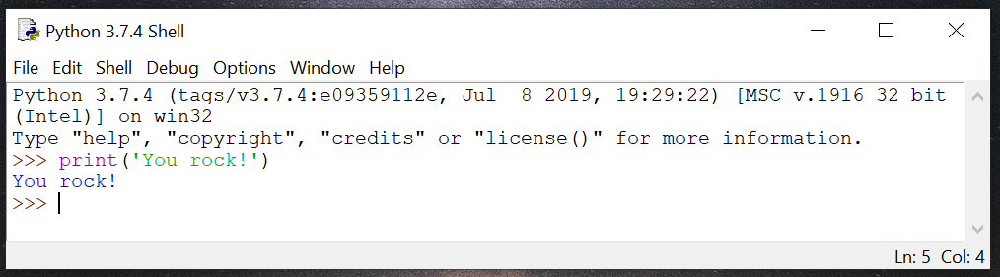 Python 3.7.4 Shell
File Edit Shell Debug Options Window Help
Python 3.7.4 (tags/v3.7.4:e09359112e, Jul  8 2019, 19:29:22) [MSC v.1916 32 bit
(Intel)] on win32
Type "help", "copyright", "credits" or "license()" for more information.
>>> print('You rock!')
You rock!
>>>
Ln: 5 Col: 4